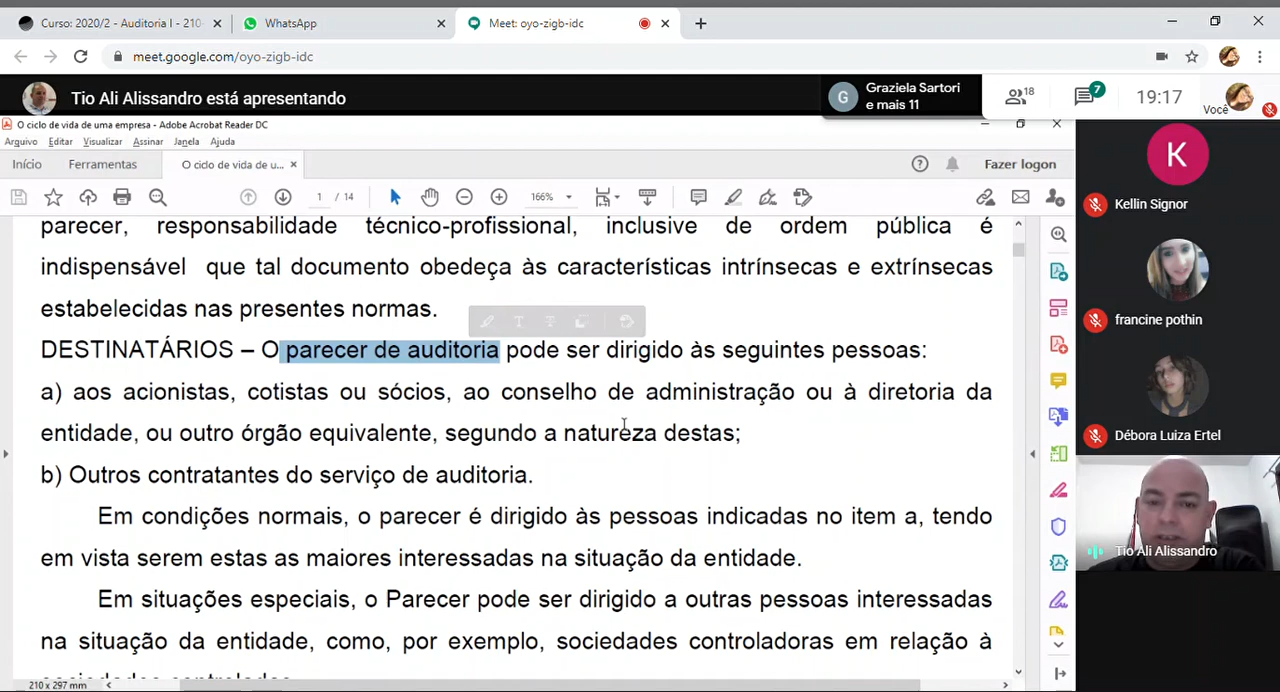 Curso: 2020/2 - Auditoria I - 210
WhatsApp
Meet: oyo-zigb-idc
meet.google.com/oyo-zigb-idc
Tio Ali Alissandro está apresentando
G
Graziela Sartori
e mais 11
18
7
19:17
Você
O ciclo de vida de uma empresa - Adobe Acrobat Reader DC
Arquivo Editar Visualizar Assinar Janela Ajuda
Início Ferramentas O ciclo de vida de u... Fazer logon
1 / 14 166%
parecer, responsabilidade técnico-profissional, inclusive de ordem pública é
indispensável que tal documento obedeça às características intrínsecas e extrínsecas
estabelecidas nas presentes normas.
DESTINATÁRIOS – O parecer de auditoria pode ser dirigido às seguintes pessoas:
a) aos acionistas, cotistas ou sócios, ao conselho de administração ou à diretoria da
entidade, ou outro órgão equivalente, segundo a natureza destas;
b) Outros contratantes do serviço de auditoria.
Em condições normais, o parecer é dirigido às pessoas indicadas no item a, tendo
em vista serem estas as maiores interessadas na situação da entidade.
Em situações especiais, o Parecer pode ser dirigido a outras pessoas interessadas
na situação da entidade, como, por exemplo, sociedades controladoras em relação à
210 x 297 mm
K
Kellin Signor
francine pothin
Débora Luiza Ertel
Tio Ali Alissandro